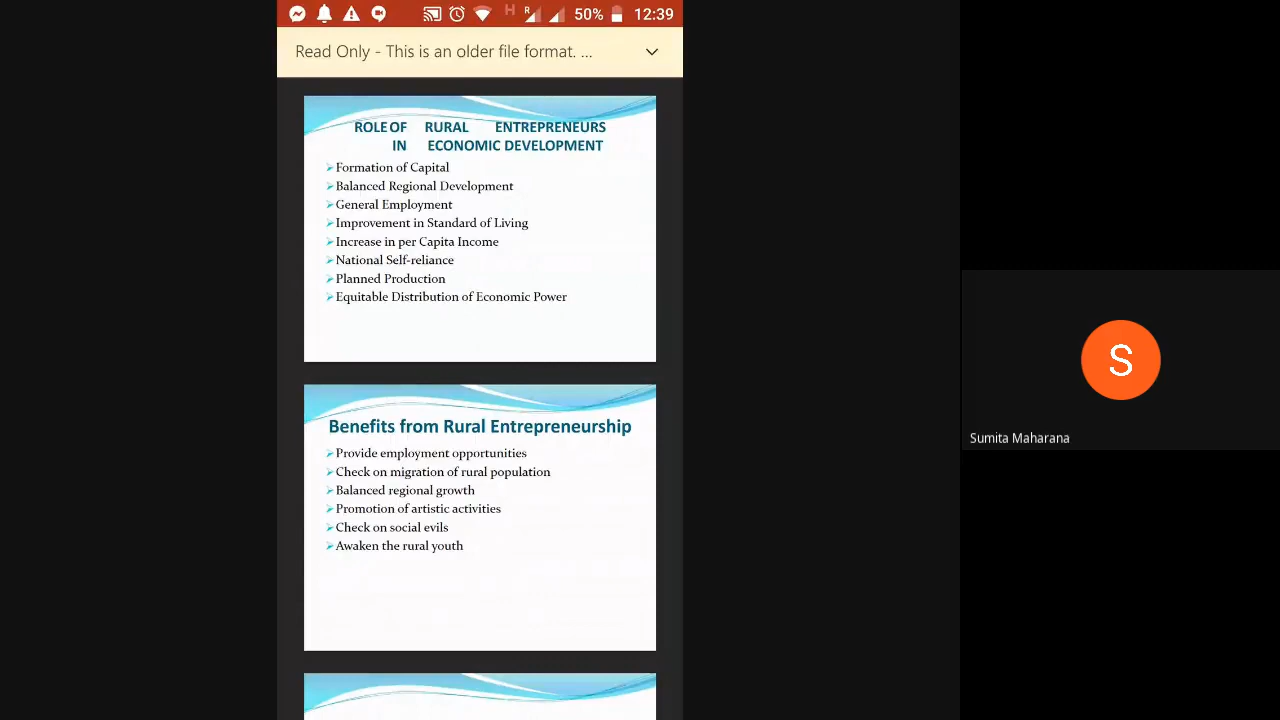 H R 50% 12:39
Read Only - This is an older file format. ...
ROLE OF RURAL ENTREPRENEURS
IN ECONOMIC DEVELOPMENT
Formation of Capital
Balanced Regional Development
General Employment
Improvement in Standard of Living
Increase in per Capita Income
National Self-reliance
Planned Production
Equitable Distribution of Economic Power
Benefits from Rural Entrepreneurship
Provide employment opportunities
Check on migration of rural population
Balanced regional growth
Promotion of artistic activities
Check on social evils
Awaken the rural youth
S
Sumita Maharana